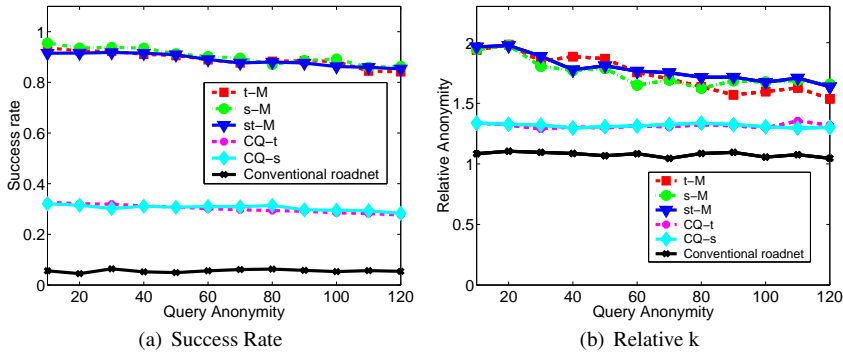 1
0.8
0.6
0.4
0.2
0
Success rate
t−M
s−M
st−M
CQ−t
CQ−s
Conventional roadnet
20 40 60 80 100 120
Query Anonymity
(a) Success Rate
2
1.5
1
0.5
0
Relative Anonymity
t−M
s−M
st−M
CQ−t
CQ−s
Conventional roadnet
20 40 60 80 100 120
Query Anonymity
(b) Relative k